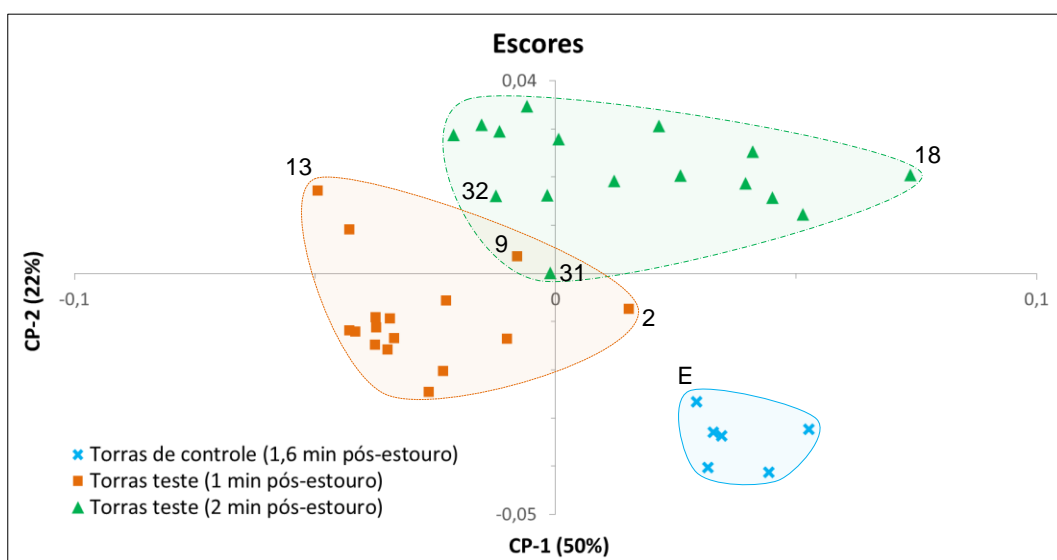 Escores
0,04
13
18
32
9
31
-0,1
0
0,1
2
CP-2 (22%)
E
Torras de controle (1,6 min pós-estouro)
Torras teste (1 min pós-estouro)
Torras teste (2 min pós-estouro)
-0,05
CP-1 (50%)